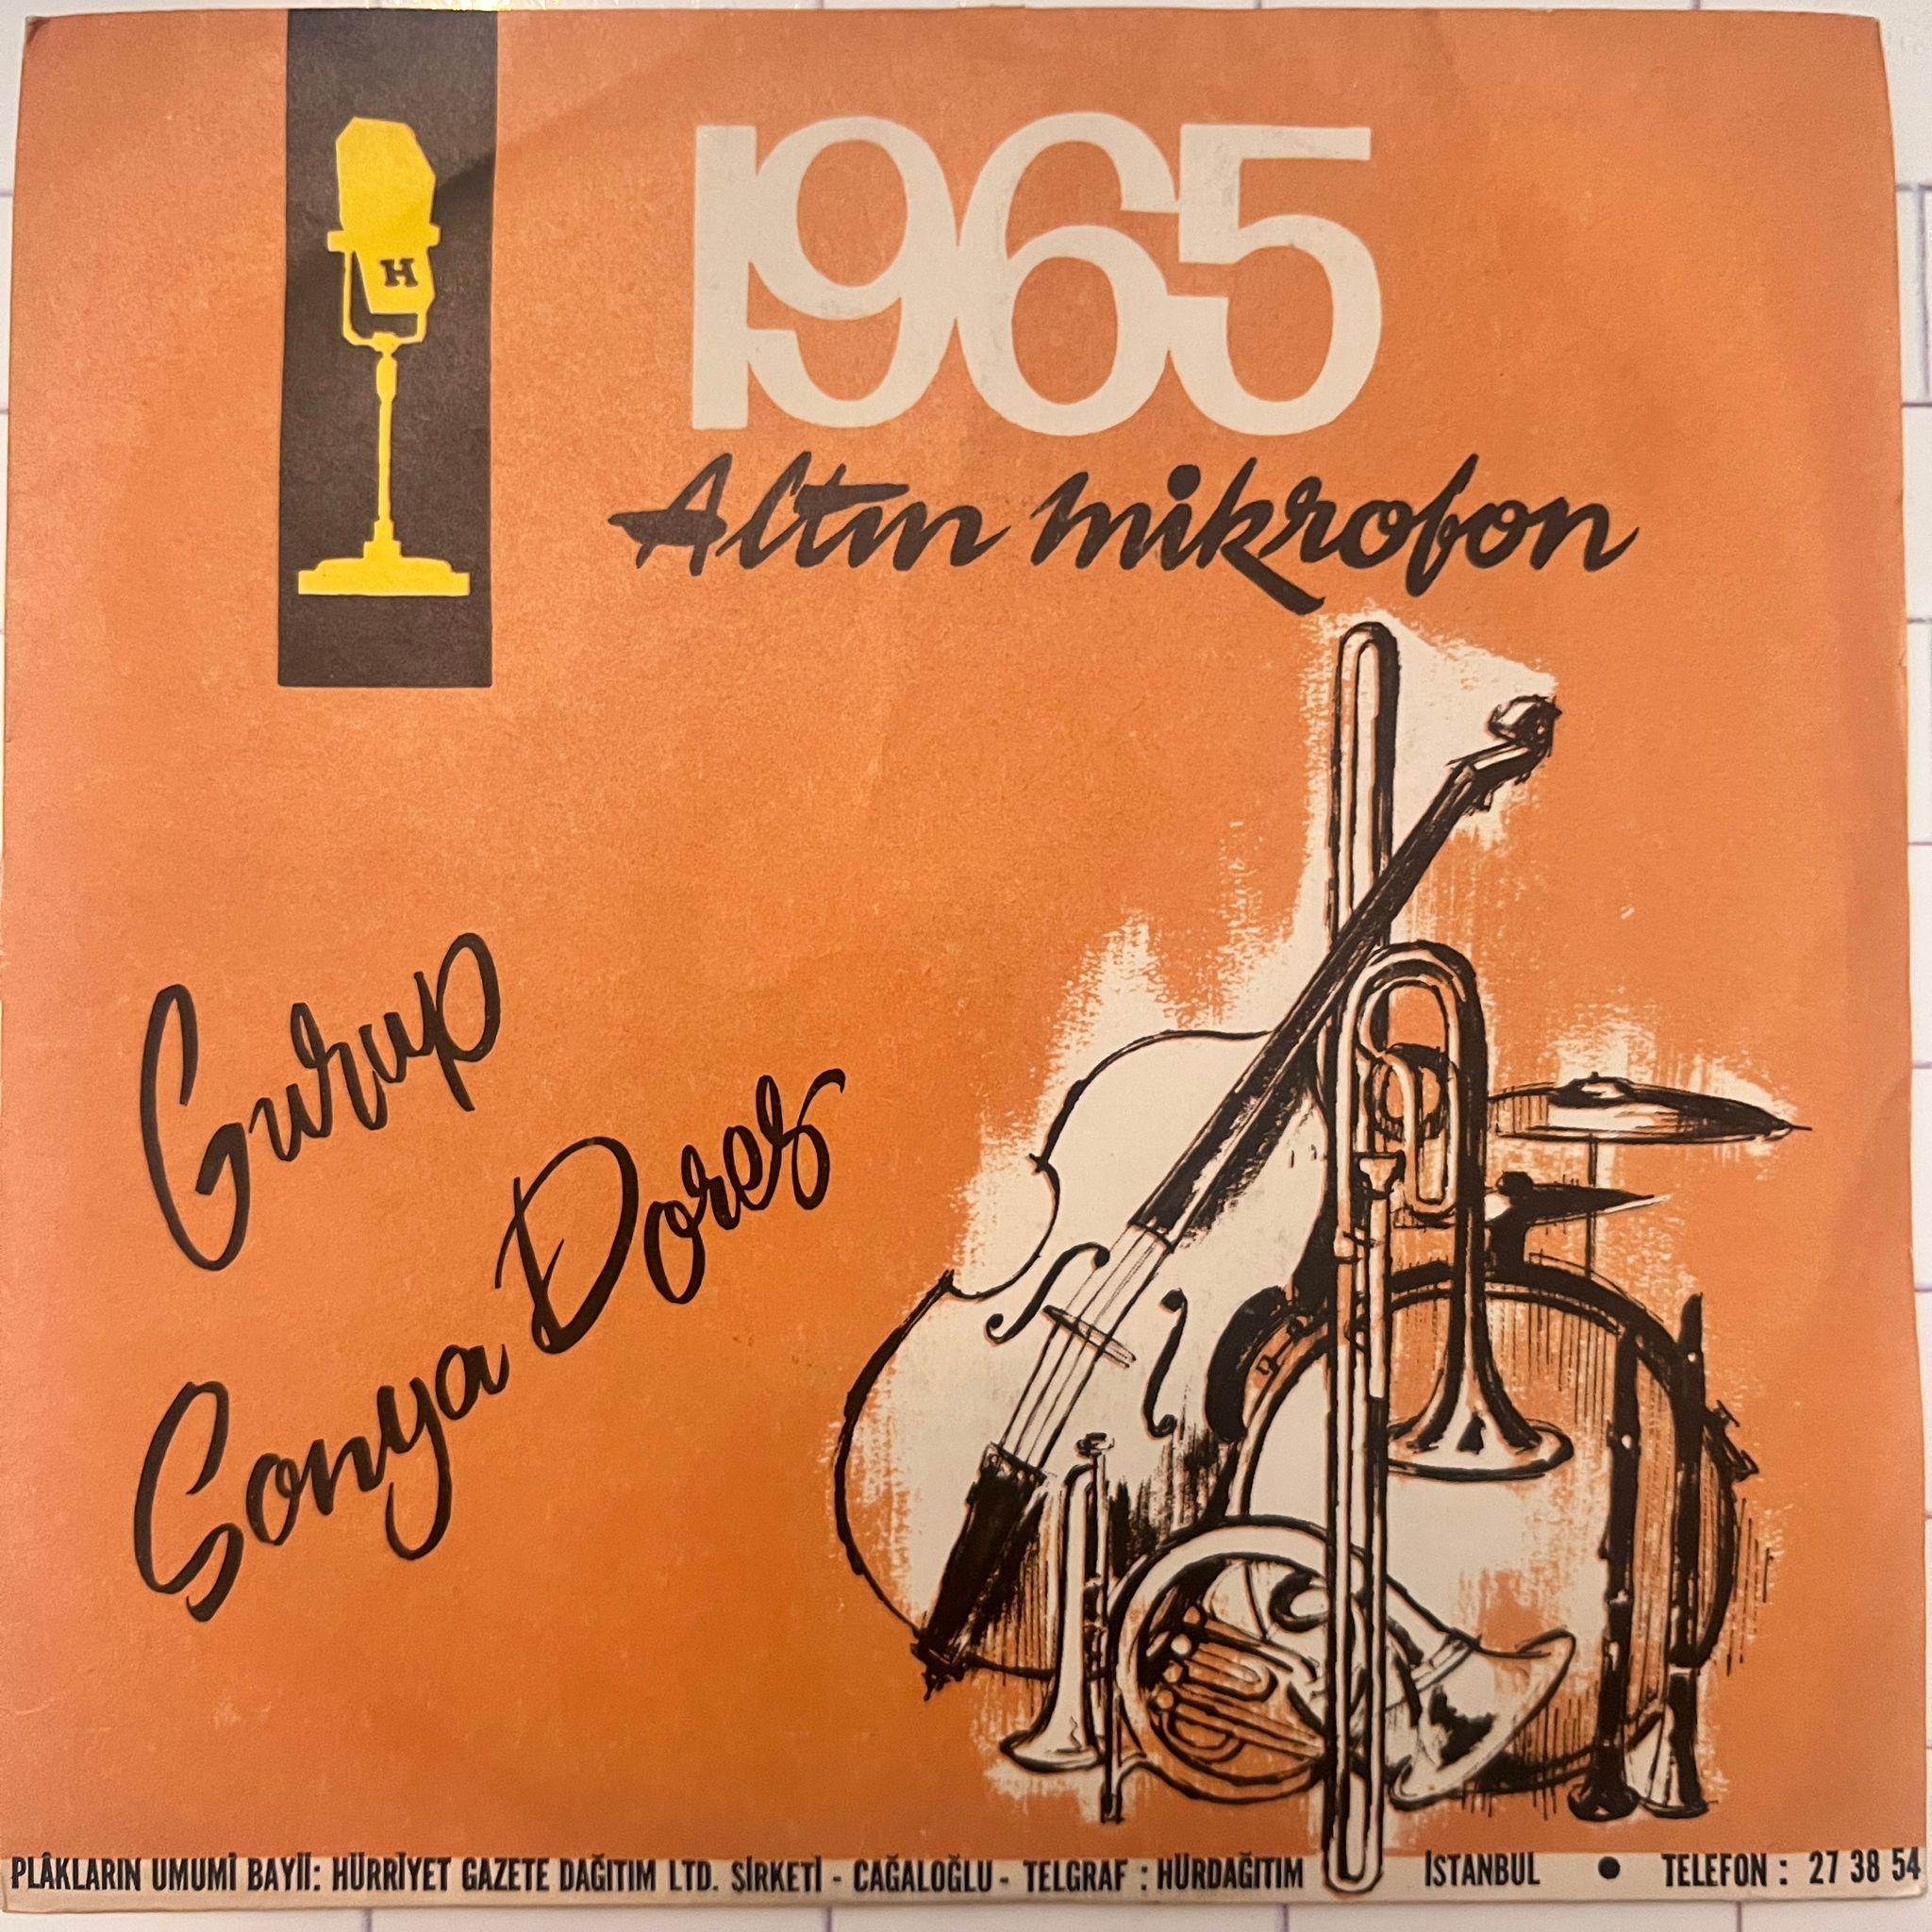 H
1965
Altın mikrofon
Gurup
Sonya Dores
PLÂKLARIN UMUMİ BAYİİ: HÜRRİYET GAZETE DAĞITIM LTD. ŞİRKETİ - CAĞALOĞLU - TELGRAF : HÜRDAĞITIM İSTANBUL • TELEFON : 27 38 54